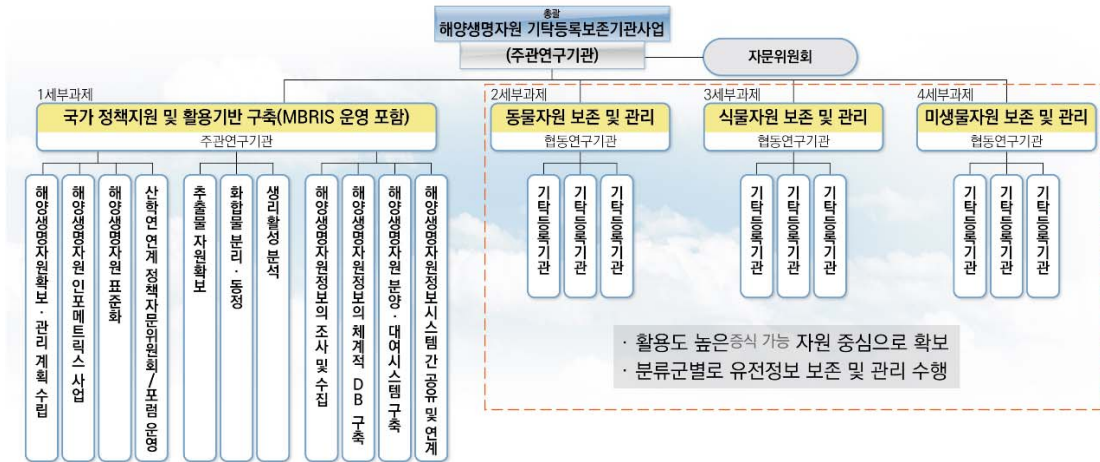 총괄
해양생명자원 기탁등록보존기관사업
(주관연구기관)
자문위원회
1세부과제
국가 정책지원 및 활용기반 구축(MBRIS 운영 포함)
주관연구기관
해양생명자원확보·관리 계획 수립
해양생명자원 인포메트릭스 사업
해양생명자원 표준화
산학연 연계 정책자문위원회/포럼 운영
추출물 자원확보
화합물 분리·동정
생리활성 분석
해양생명자원정보의 조사 및 수집
해양생명자원정보의 체계적 DB 구축
해양생명자원 분양·대여시스템 구축
해양생명자원정보시스템 간 공유 및 연계
2세부과제
동물자원 보존 및 관리
협동연구기관
기탁등록기관
기탁등록기관
기탁등록기관
3세부과제
식물자원 보존 및 관리
협동연구기관
기탁등록기관
기탁등록기관
기탁등록기관
4세부과제
미생물자원 보존 및 관리
협동연구기관
기탁등록기관
기탁등록기관
기탁등록기관
· 활용도 높은증식 가능 자원 중심으로 확보
· 분류군별로 유전정보 보존 및 관리 수행